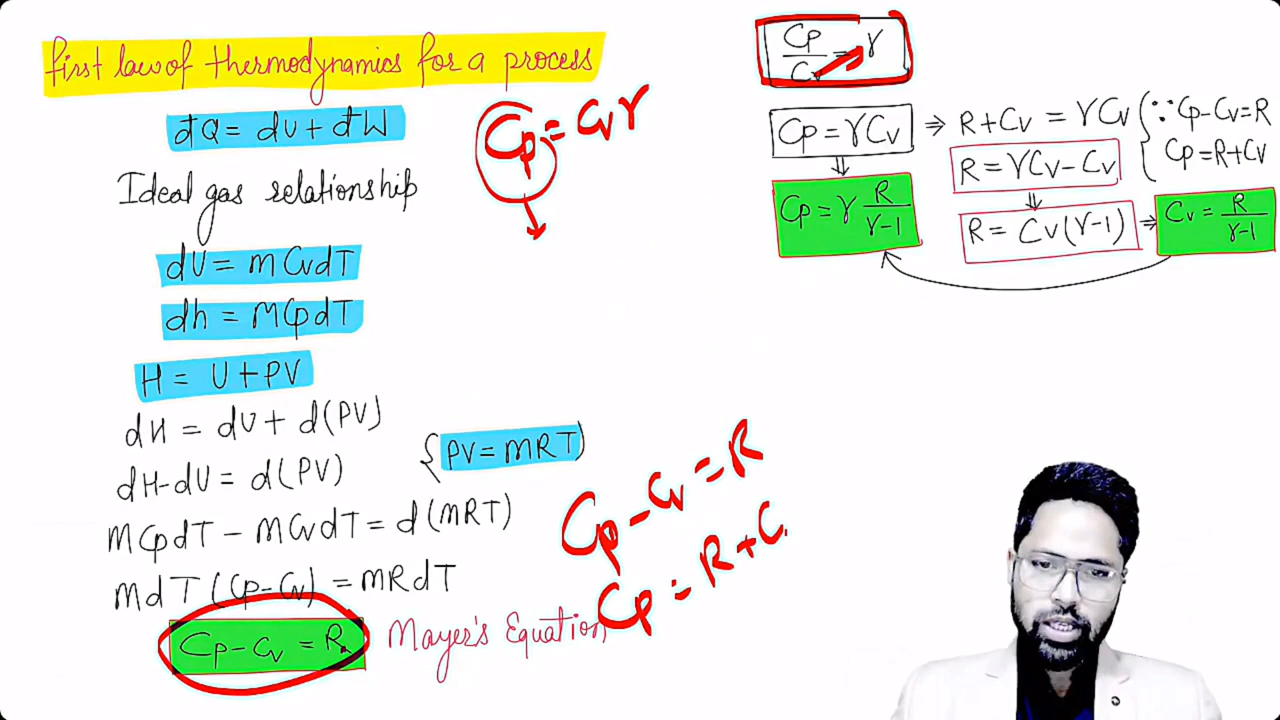 first law of thermodynamics for a process
đQ = dU + đW
Ideal gas relationship
dU = mCvdT
dh = mCpdT
H = U + PV
dH = dU + d(PV)
dH-dU = d(PV)
{PV = mRT}
mCpdT - mCvdT = d(mRT)
mdT (Cp-Cv) = mRdT
Cp - Cv = R
Mayer's Equation
Cp = Cvγ
Cp - Cv = R
Cp = R + C
Cp/Cv = γ
Cp = γCv ⇒ R + Cv = γCv {∵ Cp-Cv=R
Cp = R+Cv
R = γCv - Cv
⇓
⇓
Cp = γ R/γ-1
R = Cv(γ-1) ⇒ Cv = R/γ-1